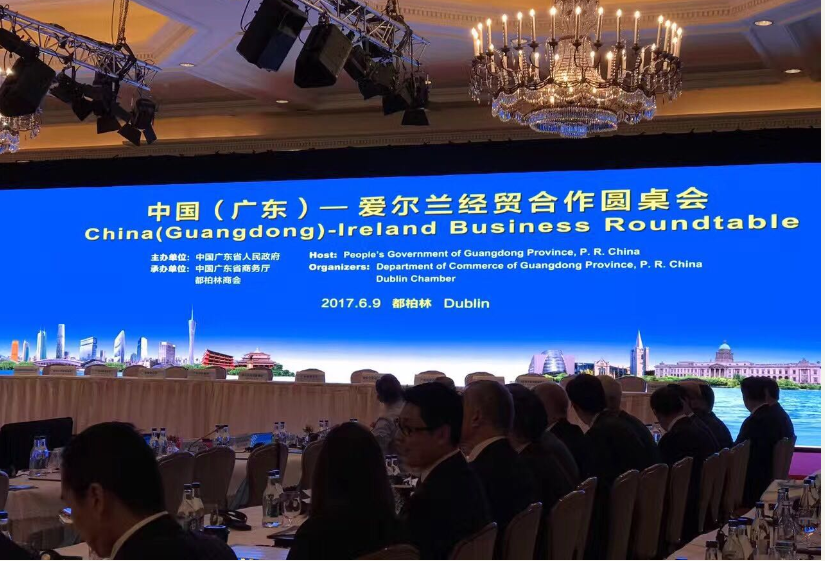 中国（广东）— 爱尔兰经贸合作圆桌会
China(Guangdong)-Ireland Business Roundtable
主办单位：中国广东省人民政府
承办单位：中国广东省商务厅
都柏林商会
Host: People's Government of Guangdong Province, P. R. China
Organizers: Department of Commerce of Guangdong Province, P. R. China
Dublin Chamber
2017.6.9 都柏林 Dublin